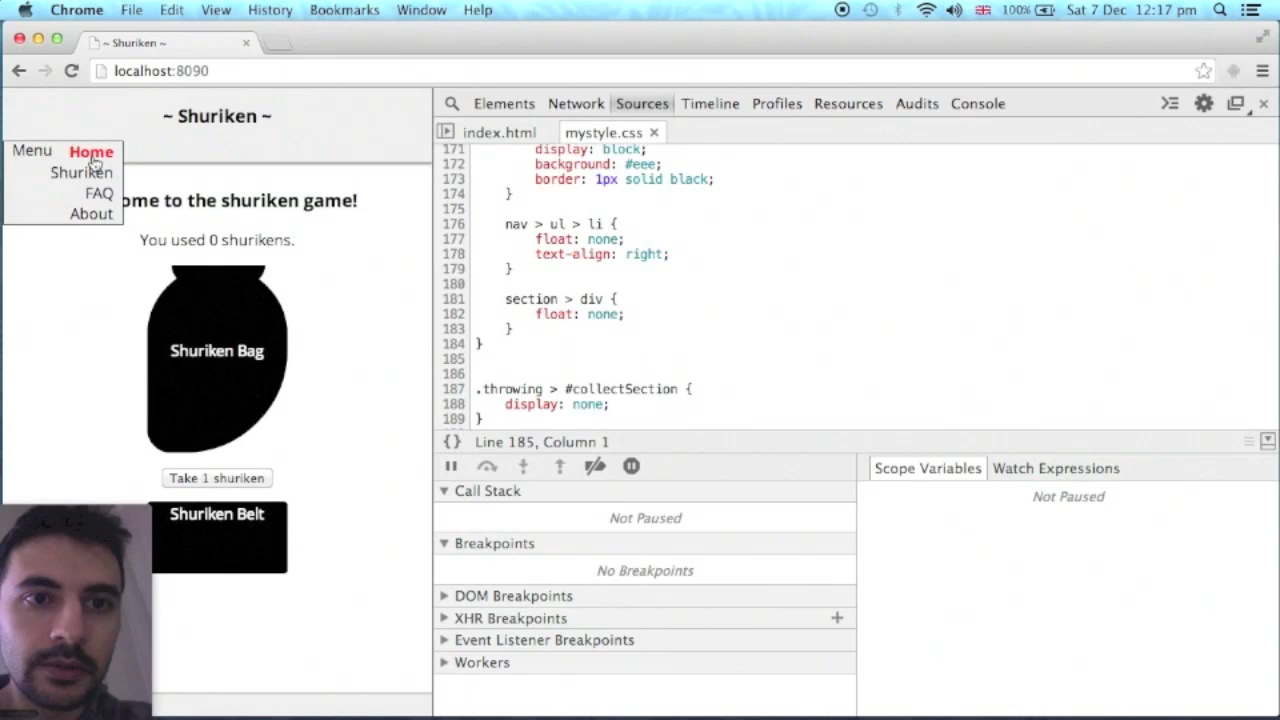 Chrome File Edit View History Bookmarks Window Help 100% Sat 7 Dec 12:17 pm
~ Shuriken ~
localhost:8090
~ Shuriken ~
Menu Home
Shuriken
FAQ
About
ome to the shuriken game!
You used 0 shurikens.
Shuriken Bag
Take 1 shuriken
Shuriken Belt
Elements Network Sources Timeline Profiles Resources Audits Console
index.html mystyle.css
171 display: block;
172 background: #eee;
173 border: 1px solid black;
174 }
175
176 nav > ul > li {
177 float: none;
178 text-align: right;
179 }
180
181 section > div {
182 float: none;
183 }
184 }
185
186
187 .throwing > #collectSection {
188 display: none;
189 }
{} Line 185, Column 1
Scope Variables Watch Expressions
Call Stack
Not Paused
Not Paused
Breakpoints
No Breakpoints
DOM Breakpoints
XHR Breakpoints
Event Listener Breakpoints
Workers